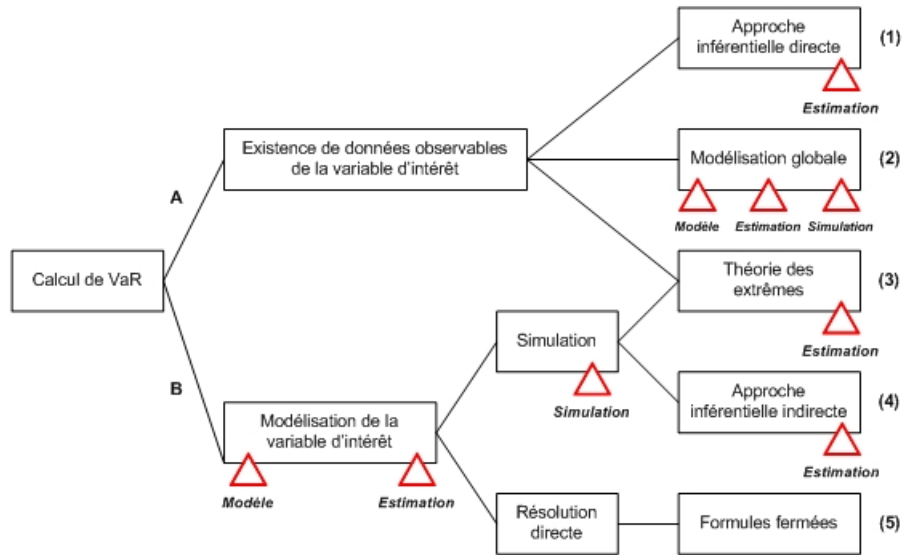 Approche
inférentielle directe
(1)
Estimation
Existence de données observables
de la variable d'intérêt
Modélisation globale
(2)
A
Modèle
Estimation
Simulation
Calcul de VaR
Théorie des
extrêmes
(3)
Simulation
Estimation
B
Simulation
Approche
inférentielle indirecte
(4)
Modélisation de la
variable d'intérêt
Estimation
Modèle
Estimation
Résolution
directe
Formules fermées
(5)